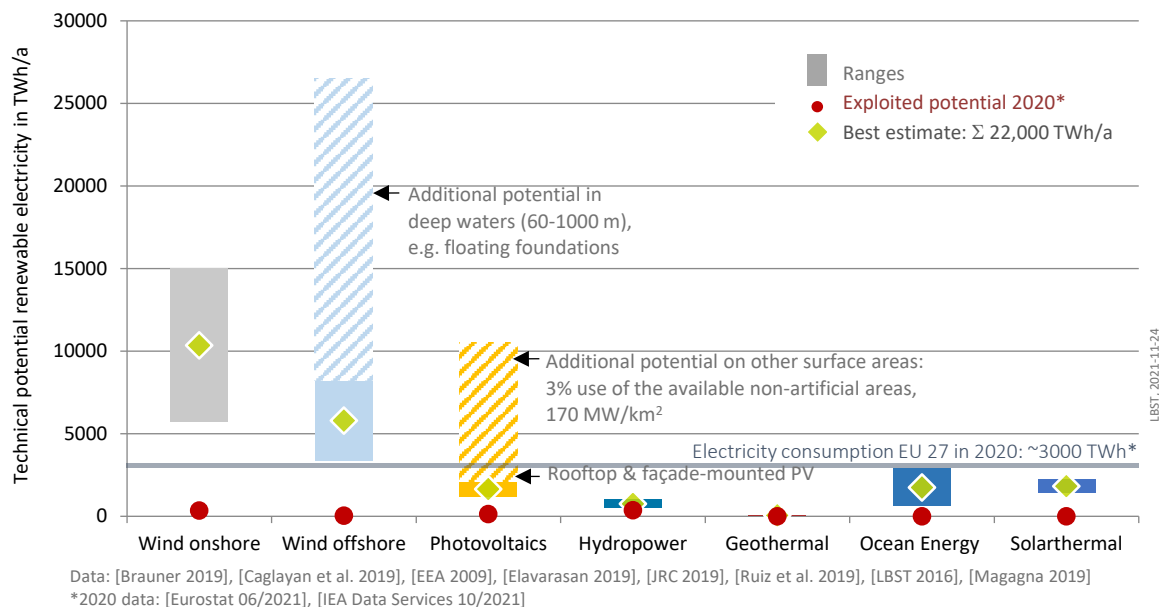 Technical potential renewable electricity in TWh/a
30000
25000
20000
15000
10000
5000
0
Ranges
Exploited potential 2020*
Best estimate: Σ 22,000 TWh/a
Additional potential in
deep waters (60-1000 m),
e.g. floating foundations
Additional potential on other surface areas:
3% use of the available non-artificial areas,
170 MW/km²
Electricity consumption EU 27 in 2020: ~3000 TWh*
Rooftop & façade-mounted PV
Wind onshore
Wind offshore
Photovoltaics
Hydropower
Geothermal
Ocean Energy
Solarthermal
LBST, 2021-11-24
Data: [Brauner 2019], [Caglayan et al. 2019], [EEA 2009], [Elavarasan 2019], [JRC 2019], [Ruiz et al. 2019], [LBST 2016], [Magagna 2019]
*2020 data: [Eurostat 06/2021], [IEA Data Services 10/2021]